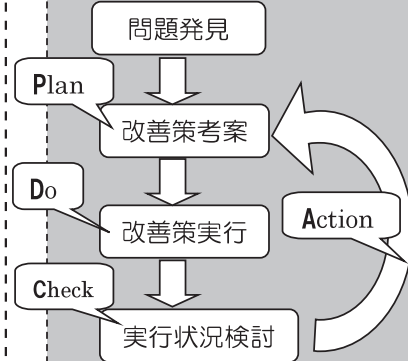 問題発見
Plan
改善策考案
Do
改善策実行
Action
Check
実行状況検討